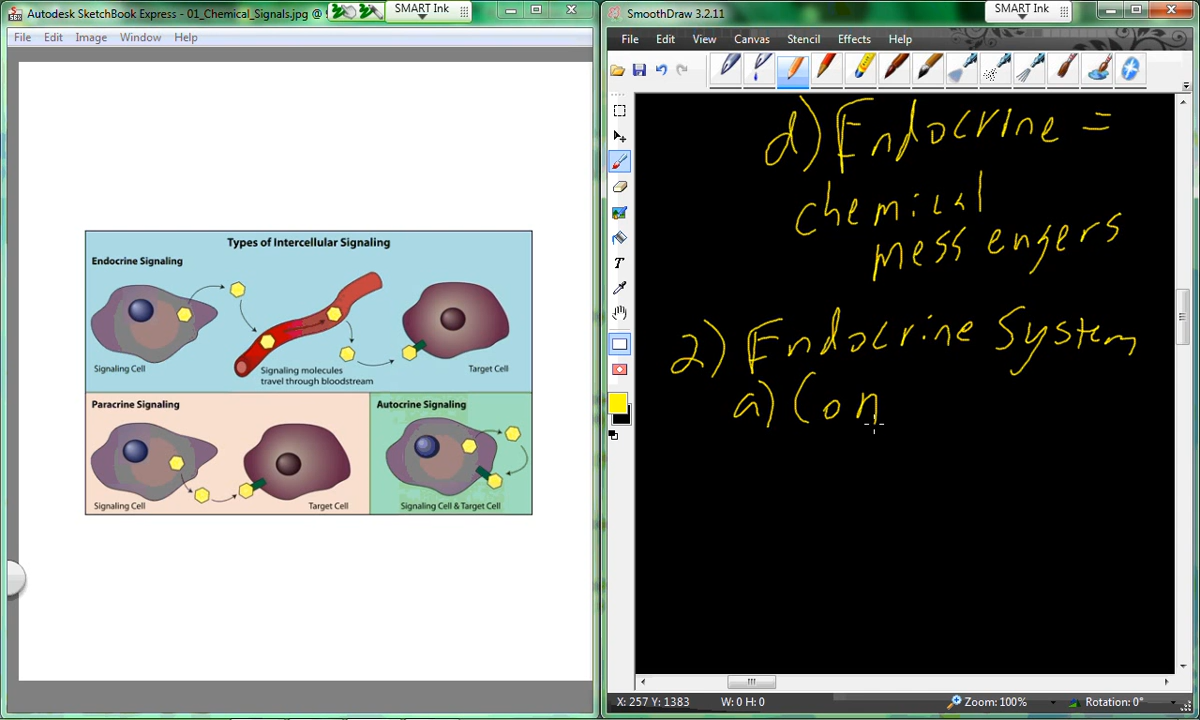 Autodesk SketchBook Express - 01_Chemical_Signals.jpg @
SMART Ink
File Edit Image Window Help
Types of Intercellular Signaling
Endocrine Signaling
Signaling Cell
Signaling molecules
travel through bloodstream
Target Cell
Paracrine Signaling
Signaling Cell
Target Cell
Autocrine Signaling
Signaling Cell & Target Cell
SmoothDraw 3.2.11
SMART Ink
File Edit View Canvas Stencil Effects Help
T
d) Endocrine =
chemical
messengers
2) Endocrine System
a) Con
X: 257 Y: 1383 W: 0 H: 0 Zoom: 100% Rotation: 0°